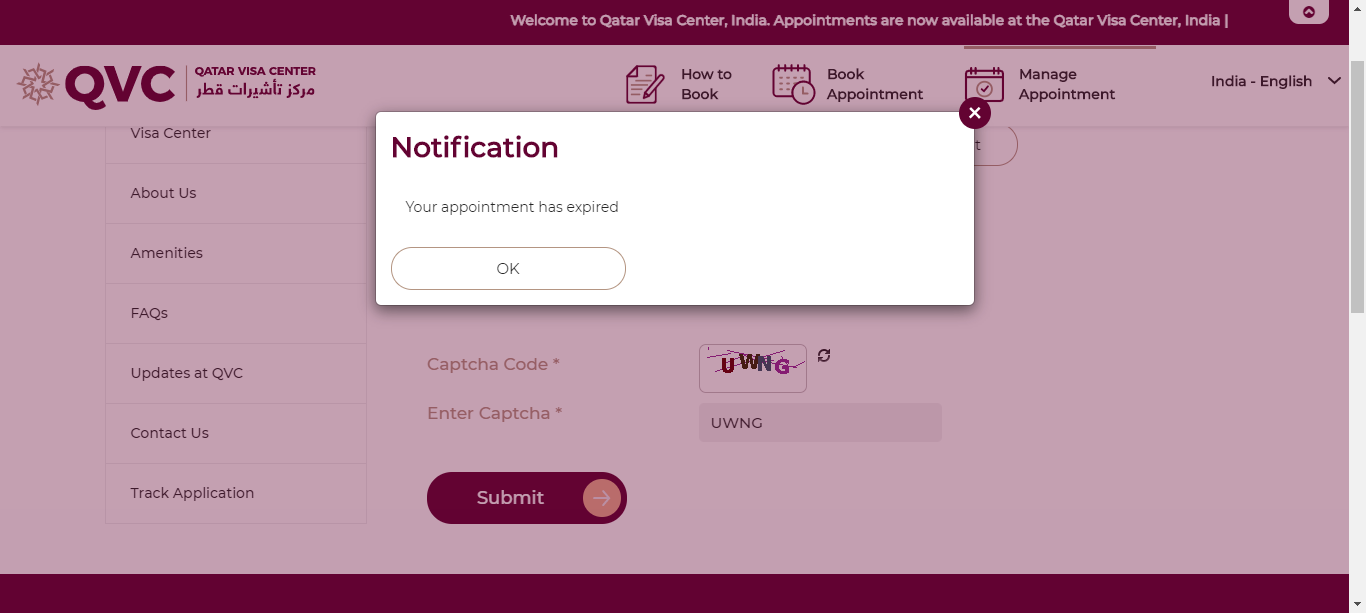 Welcome to Qatar Visa Center, India. Appointments are now available at the Qatar Visa Center, India |
QVC
QATAR VISA CENTER
مركز تأشيرات قطر
How to
Book
Book
Appointment
Manage
Appointment
India - English
Visa Center
About Us
Amenities
FAQs
Updates at QVC
Contact Us
Track Application
t
Notification
Your appointment has expired
OK
Captcha Code *
UWNG
Enter Captcha *
UWNG
Submit